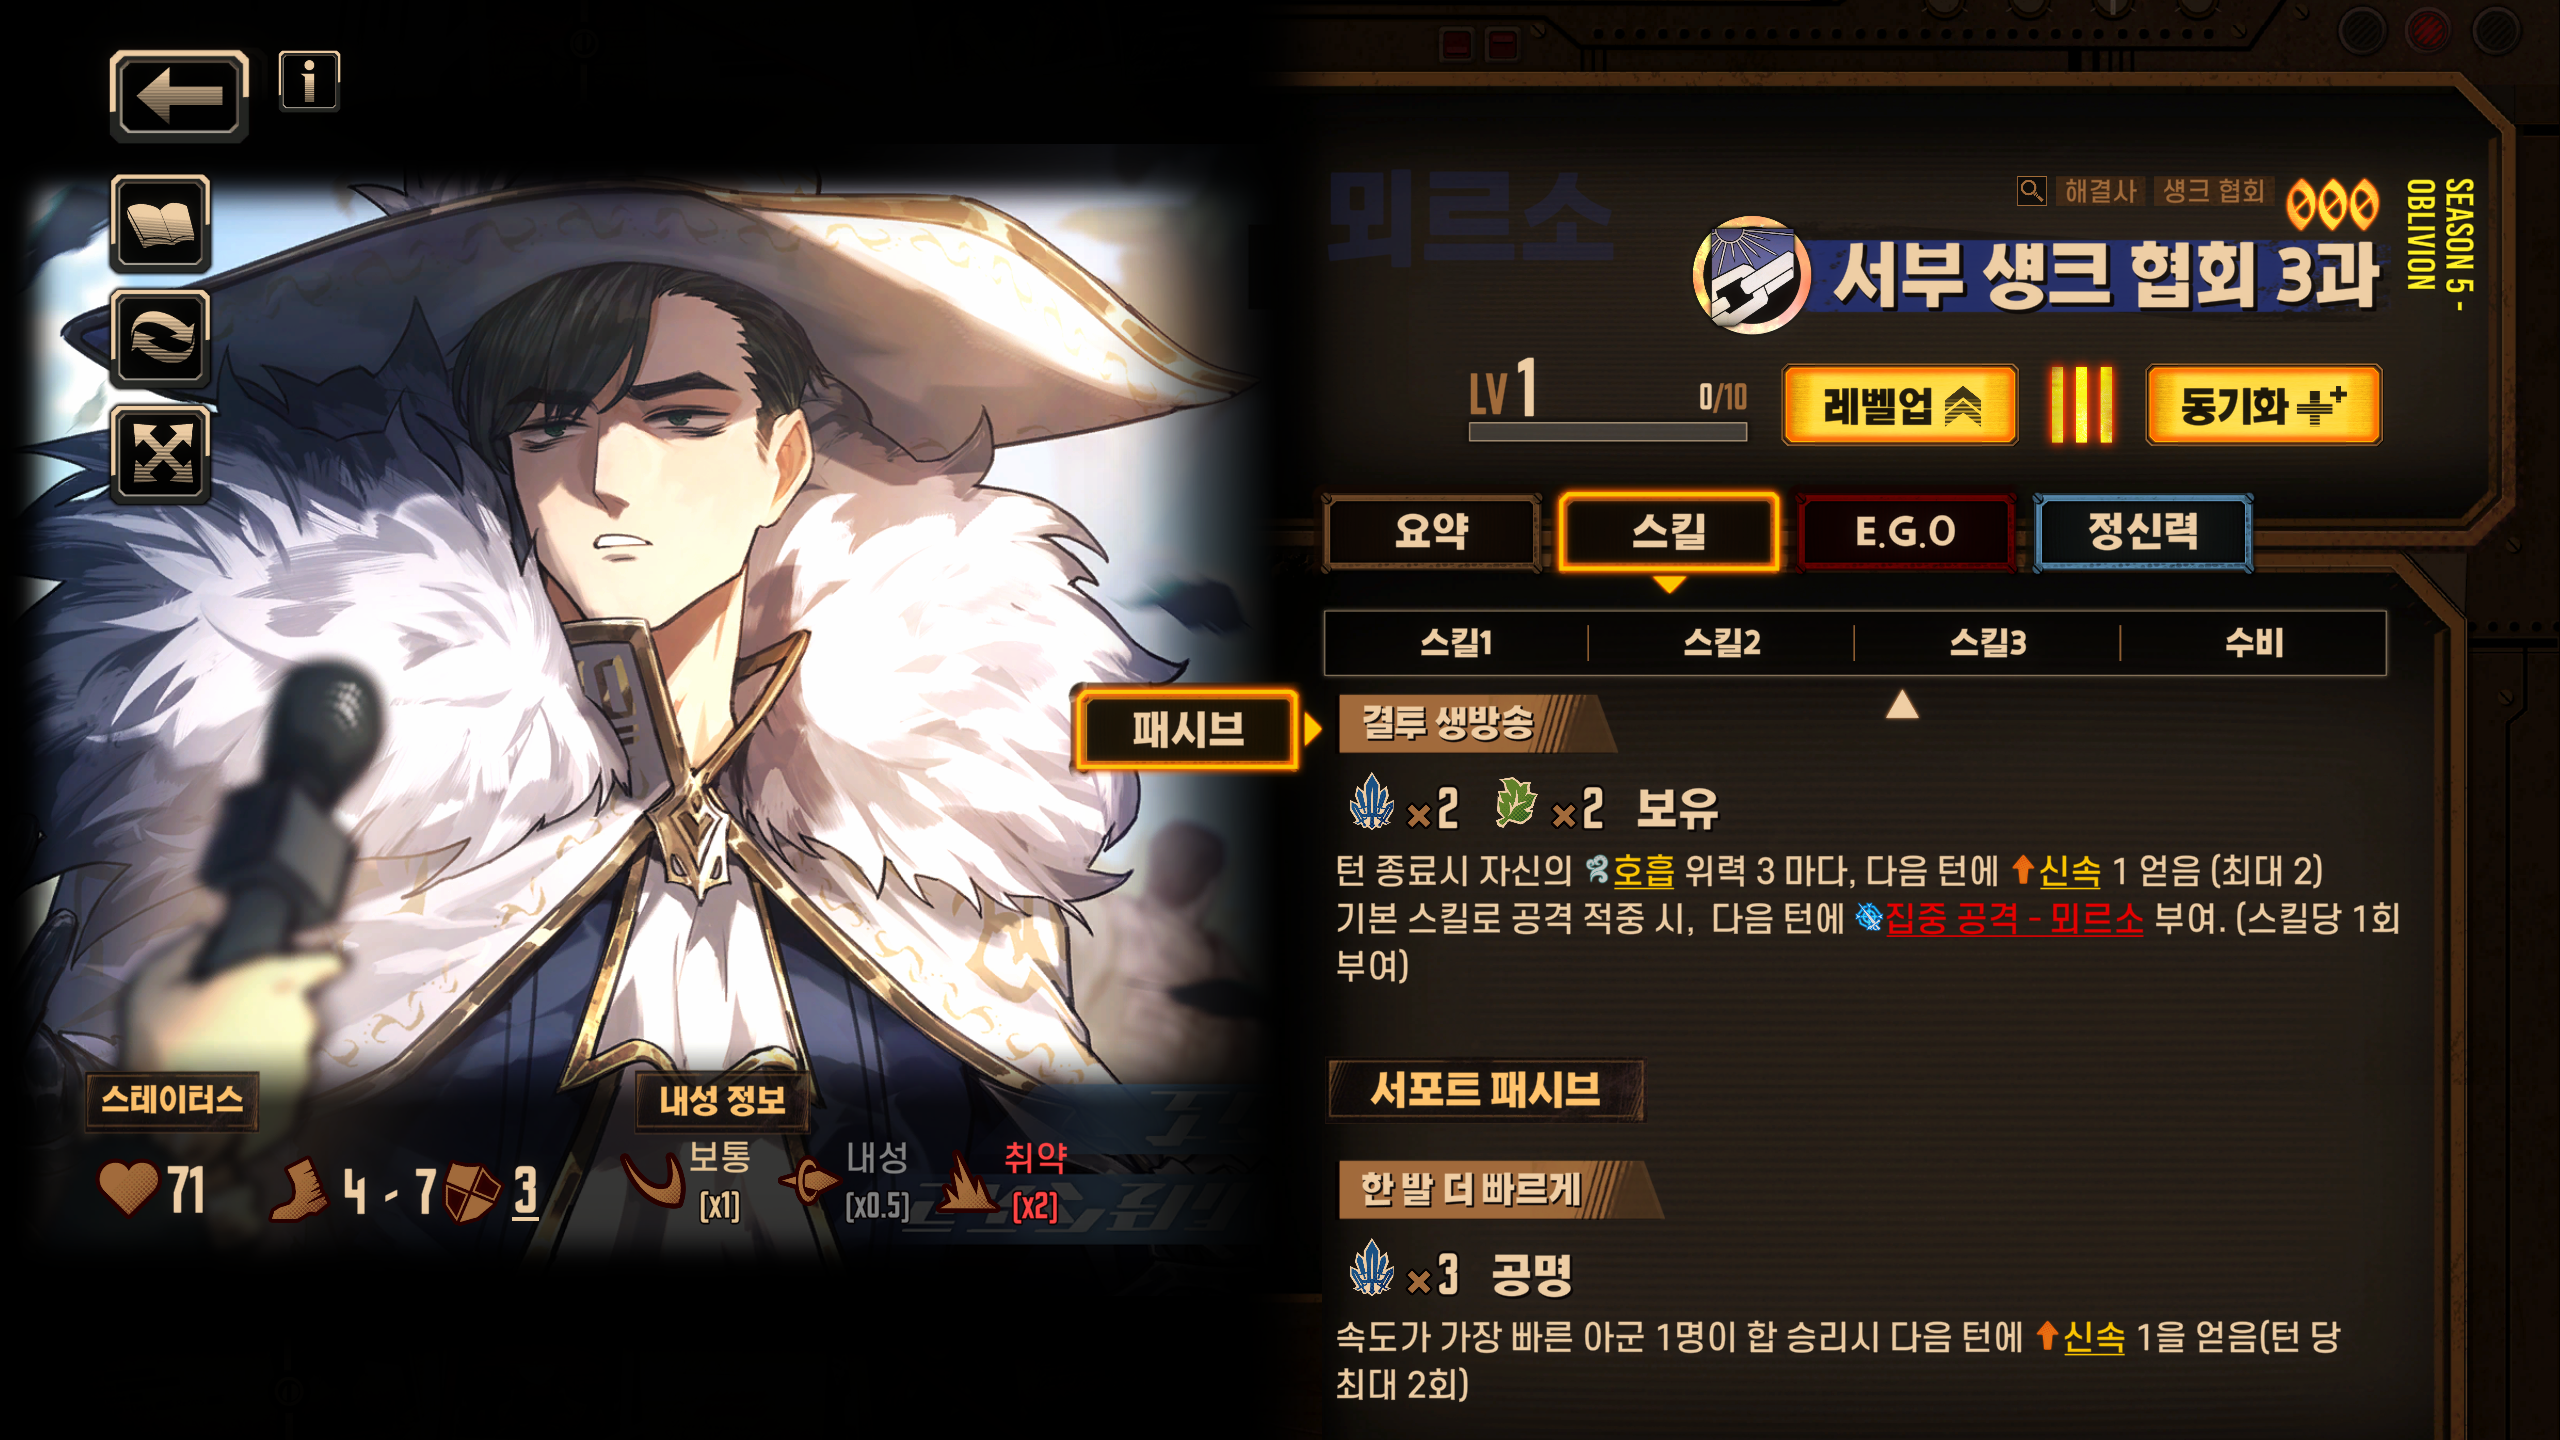 뫼르소
해결사 섕크 협회
000
서부 섕크 협회 3과
SEASON 5 -
OBLIVION
LV 1
0/10
레벨업
동기화
요약
스킬
E.G.O
정신력
스킬1
스킬2
스킬3
수비
패시브
결투 생방송
×2 ×2 보유
턴 종료시 자신의 호흡 위력 3 마다, 다음 턴에 신속 1 얻음 (최대 2)
기본 스킬로 공격 적중 시, 다음 턴에 집중 공격 - 뫼르소 부여. (스킬당 1회
부여)
서포트 패시브
한 발 더 빠르게
×3 공명
속도가 가장 빠른 아군 1명이 합 승리시 다음 턴에 신속 1을 얻음(턴 당
최대 2회)
스테이터스
71
4 - 7
3
내성 정보
보통
(x1)
내성
(x0.5)
취약
(x2)